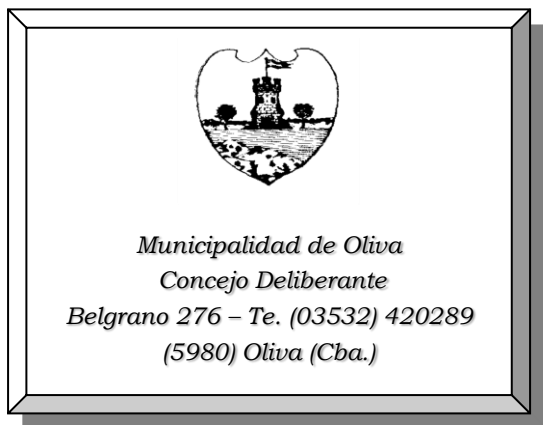 Municipalidad de Oliva
Concejo Deliberante
Belgrano 276 – Te. (03532) 420289
(5980) Oliva (Cba.)